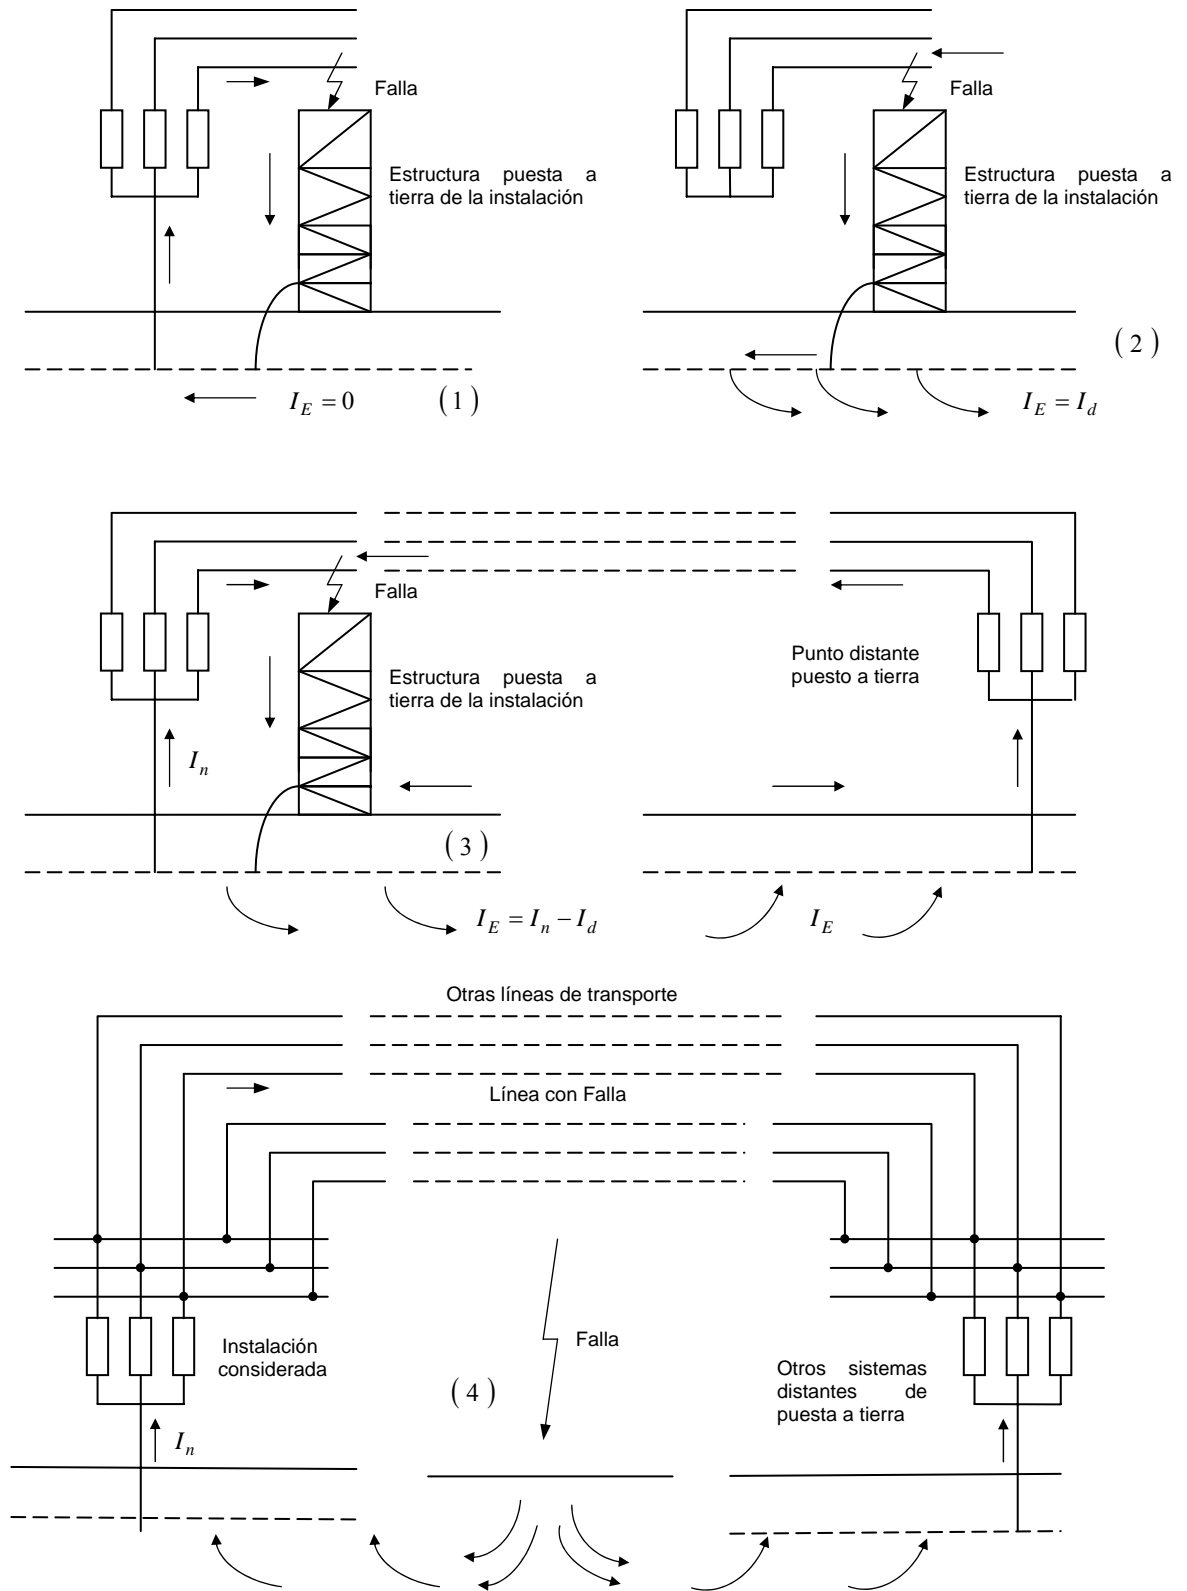 Falla
Estructura puesta a
tierra de la instalación
I_E = 0
( 1 )
Falla
Estructura puesta a
tierra de la instalación
( 2 )
I_E = I_d
Falla
Estructura puesta a
tierra de la instalación
Punto distante
puesto a tierra
I_n
( 3 )
I_E = I_n − I_d
I_E
Otras líneas de transporte
Línea con Falla
Instalación
considerada
Falla
( 4 )
Otros sistemas
distantes de
puesta a tierra
I_n